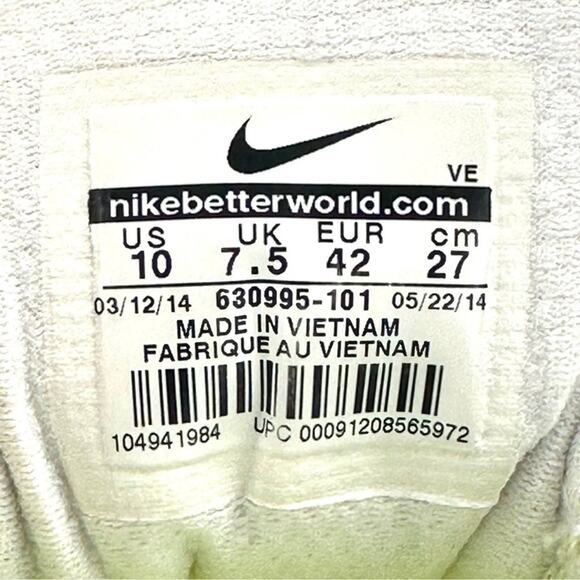 VE
nikebetterworld.com
US UK EUR cm
10 7.5 42 27
03/12/14 630995-101 05/22/14
MADE IN VIETNAM
FABRIQUE AU VIETNAM
104941984 UPC 00091208565972